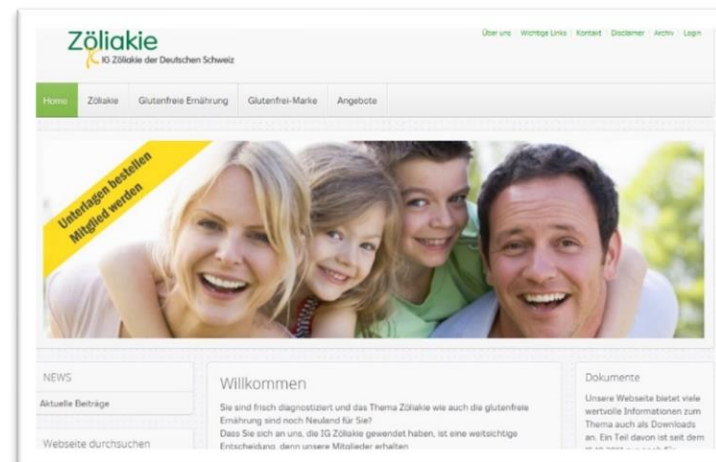 Zöliakie
IG Zöliakie der Deutschen Schweiz
Über uns | Wichtige Links | Kontakt | Disclaimer | Archiv | Login
Home Zöliakie Glutenfreie Ernährung Glutenfrei-Marke Angebote
Unterlagen bestellen
Mitglied werden
NEWS
Aktuelle Beiträge
Webseite durchsuchen
Willkommen
Sie sind frisch diagnostiziert und das Thema Zöliakie wie auch die glutenfreie
Ernährung sind noch Neuland für Sie?
Dass Sie sich an uns, die IG Zöliakie gewendet haben, ist eine weitsichtige
Entscheidung, denn unsere Mitglieder erhalten
Dokumente
Unsere Webseite bietet viele
wertvolle Informationen zum
Thema auch als Downloads
an. Ein Teil davon ist seit dem